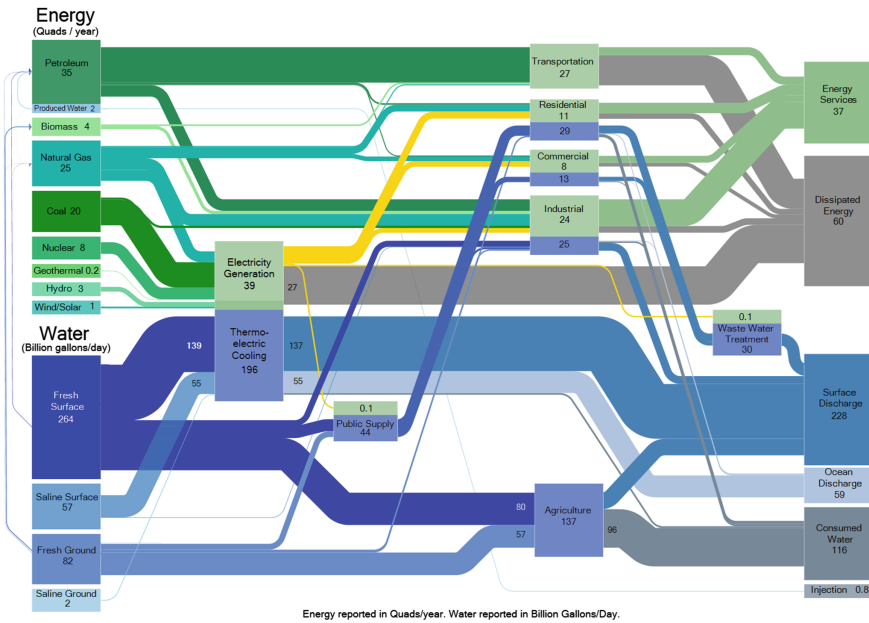 Energy
(Quads / year)
Petroleum
35
Produced Water 2
Biomass 4
Natural Gas
25
Coal 20
Nuclear 8
Geothermal 0.2
Hydro 3
Wind/Solar 1
Water
(Billion gallons/day)
Fresh
Surface
264
Saline Surface
57
Fresh Ground
82
Saline Ground
2
Electricity
Generation
39
27
Thermo-
electric
Cooling
196
139
137
55
55
0.1
Public Supply
44
Transportation
27
Residential
11
29
Commercial
8
13
Industrial
24
25
80
57
Agriculture
137
96
0.1
Waste Water
Treatment
30
Energy
Services
37
Dissipated
Energy
60
Surface
Discharge
228
Ocean
Discharge
59
Consumed
Water
116
Injection 0.8
Energy reported in Quads/year. Water reported in Billion Gallons/Day.